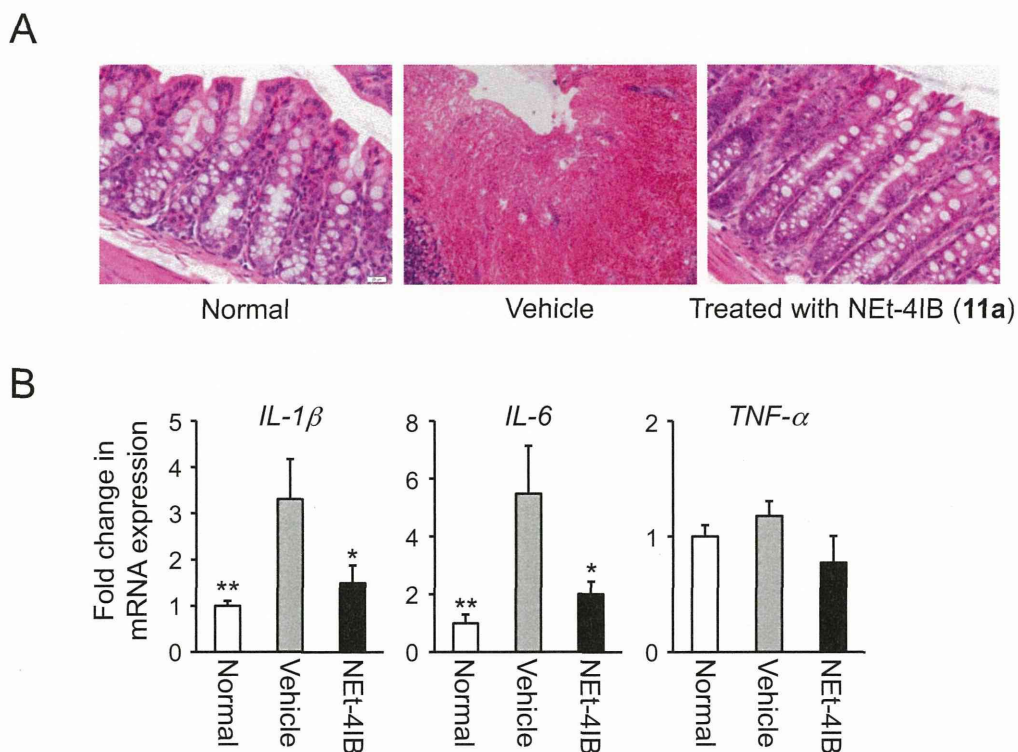 A
Normal
Vehicle
Treated with NEt-4IB (11a)
B
Fold change in
mRNA expression
IL-1β
5
4
3
2
1
0
**
*
Normal
Vehicle
NEt-4IB
IL-6
8
6
4
2
0
**
*
Normal
Vehicle
NEt-4IB
TNF-α
2
1
0
Normal
Vehicle
NEt-4IB